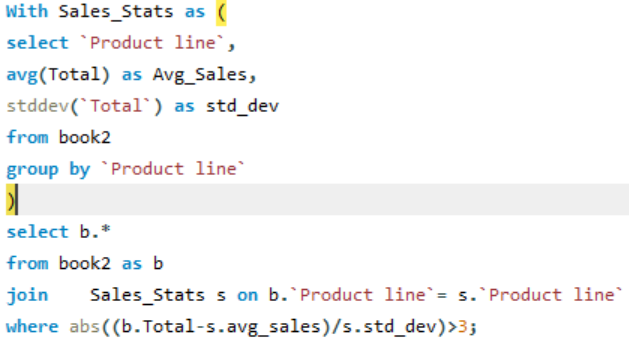 With Sales_Stats as (
select `Product line`,
avg(Total) as Avg_Sales,
stddev(`Total`) as std_dev
from book2
group by `Product line`
)
select b.*
from book2 as b
join    Sales_Stats s on b.`Product line`= s.`Product line`
where abs((b.Total-s.avg_sales)/s.std_dev)>3;